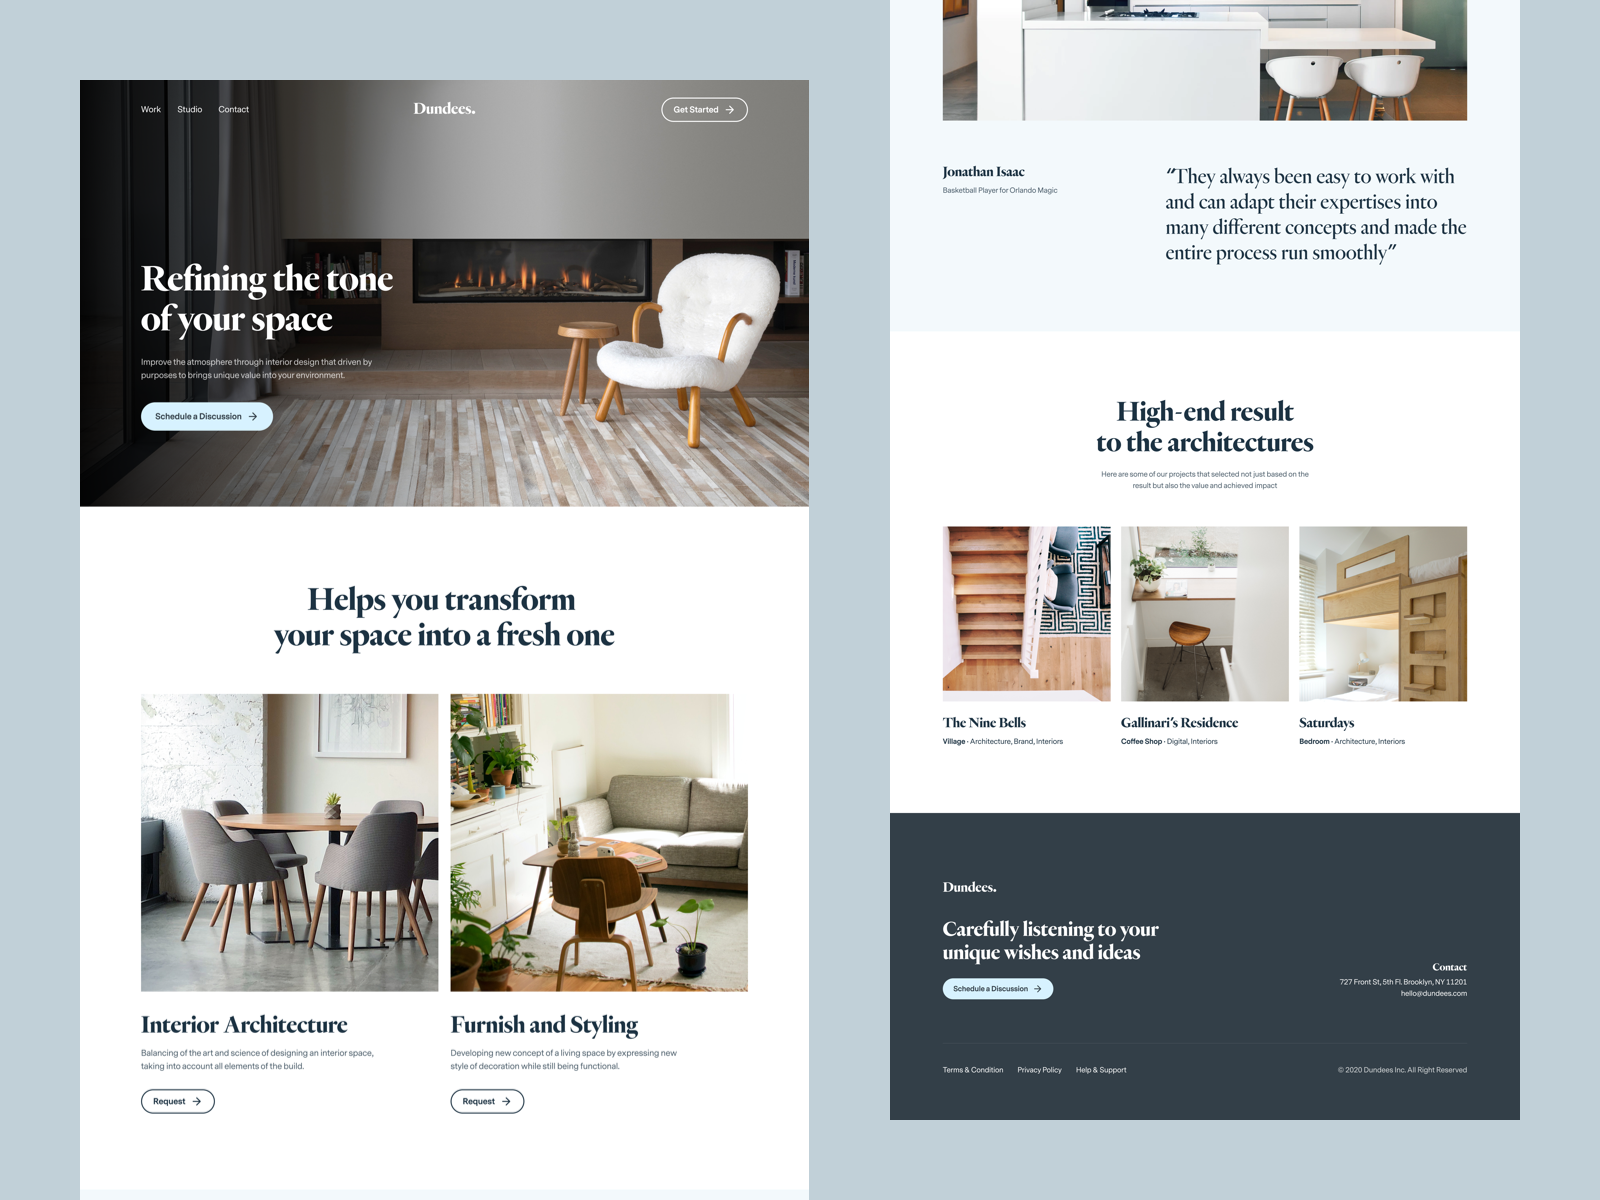 Work Studio Contact Dundees. Get Started
Refining the tone
of your space
Improve the atmosphere through interior design that driven by
purposes to brings unique value into your environment.
Schedule a Discussion
Helps you transform
your space into a fresh one
Interior Architecture
Balancing of the art and science of designing an interior space,
taking into account all elements of the build.
Request
Furnish and Styling
Developing new concept of a living space by expressing new
style of decoration while still being functional.
Request
Jonathan Isaac
Basketball Player for Orlando Magic
"They always been easy to work with
and can adapt their expertises into
many different concepts and made the
entire process run smoothly"
High-end result
to the architectures
Here are some of our projects that selected not just based on the
result but also the value and achieved impact
The Nine Bells
Village - Architecture, Brand, Interiors
Gallinari's Residence
Coffee Shop - Digital, Interiors
Saturdays
Bedroom - Architecture, Interiors
Dundees.
Carefully listening to your
unique wishes and ideas
Schedule a Discussion
Contact
727 Front St, 5th Fl. Brooklyn, NY 11201
hello@dundees.com
Terms & Condition Privacy Policy Help & Support
© 2020 Dundees Inc. All Right Reserved